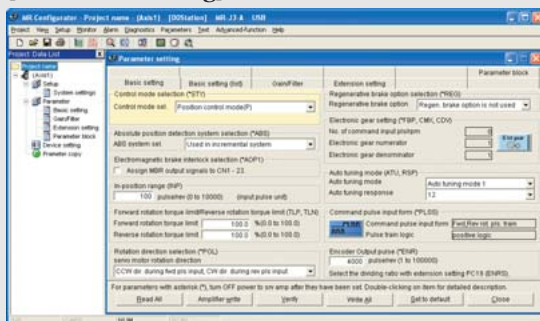 MR Configurator - Project name - (Axis1) [00Station] MR-J3-A USB
Project View Setup Monitor Alarm Diagnostics Parameters Test Advanced-function Help
Project Data List
Project name
(Axis1)
Setup
System settings
Parameter
Basic setting
Gain/Filter
Extension setting
Parameter block
Device setting
Parameter copy
Parameter setting
Parameter block
Basic setting Basic setting (list) Gain/Filter Extension setting
Control mode selection (*STY)
Control mode sel. Position control mode(P)
Absolute position detection system selection (*ABS)
ABS system sel. Used in incremental system
Electromagnetic brake interlock selection (*AOP1)
Assign MBR output signals to CN1 - 23
In-position range (INP)
100 pulse (0 to 10000) (input pulse unit)
Forward rotation torque limit/Reverse rotation torque limit (TLP, TLN)
Forward rotation torque limit 100.0 %(0.0 to 100.0)
Reverse rotation torque limit 100.0 %(0.0 to 100.0)
Rotation direction selection (*POL)
servo motor rotation direction
CCW dir. during fwd pls input, CW dir. during rev pls input
Regenerative brake option selection (*REG)
Regenerative brake option Regen. brake option is not used
Electronic gear setting (*FBP, CMX, CDV)
No. of command input pls/rpm
Electronic gear numerator
Electronic gear denominator
Auto tuning mode (ATU, RSP)
Auto tuning mode Auto tuning mode 1
Auto tuning response 12
Command pulse input form (*PLSS)
Command pulse input form Fwd,Rev rot. pls. train
Pulse train logic positive logic
Encoder Output pulse (*ENR)
4000 pulse/rev (1 to 100000)
Select the dividing ratio with extension setting PC19 (ENRS).
For parameters with asterisk (*), turn OFF power to srv amp after they have been set. Double-clicking on item for detailed description.
Read All Amplifier write Verify Write All Set to default Close